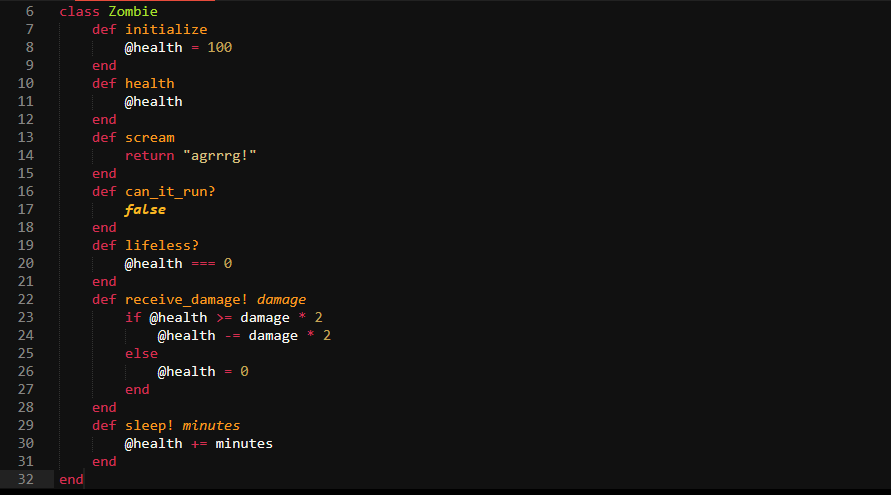 6 class Zombie
7     def initialize
8         @health = 100
9     end
10     def health
11         @health
12     end
13     def scream
14         return "agrrrg!"
15     end
16     def can_it_run?
17         false
18     end
19     def lifeless?
20         @health === 0
21     end
22     def receive_damage! damage
23         if @health >= damage * 2
24             @health -= damage * 2
25         else
26             @health = 0
27         end
28     end
29     def sleep! minutes
30         @health += minutes
31     end
32 end